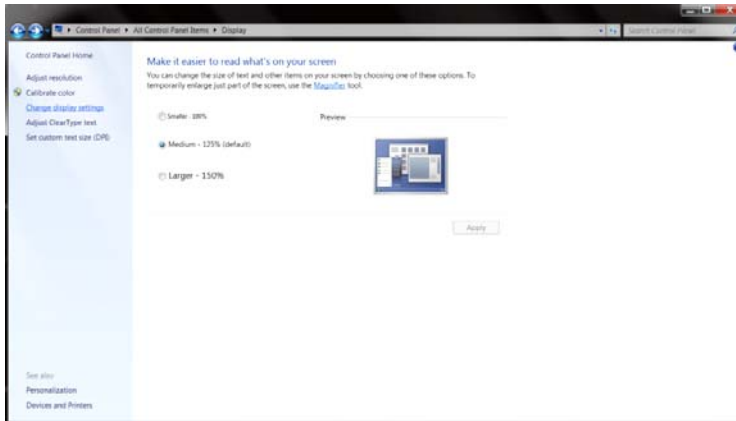 Control Panel ▸ All Control Panel Items ▸ Display
Search Control Panel
Control Panel Home
Adjust resolution
Calibrate color
Change display settings
Adjust ClearType text
Set custom text size (DPI)
Make it easier to read what's on your screen
You can change the size of text and other items on your screen by choosing one of these options. To
temporarily enlarge just part of the screen, use the Magnifier tool.
Smaller - 100%
Preview
Medium - 125% (default)
Larger - 150%
Apply
See also
Personalization
Devices and Printers